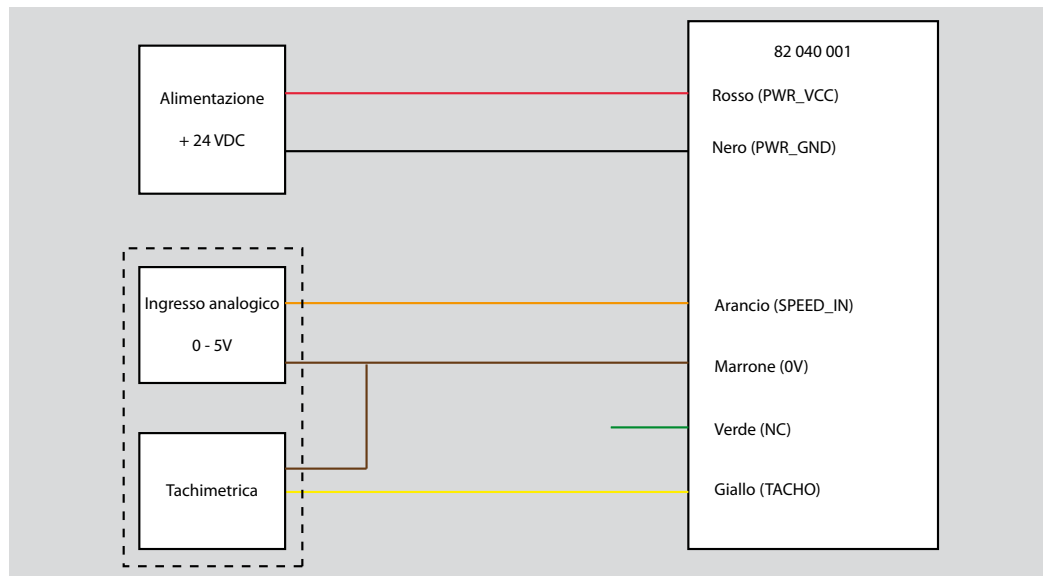 82 040 001
Alimentazione
+ 24 VDC
Rosso (PWR_VCC)
Nero (PWR_GND)
Ingresso analogico
0 - 5V
Arancio (SPEED_IN)
Marrone (0V)
Verde (NC)
Tachimetrica
Giallo (TACHO)